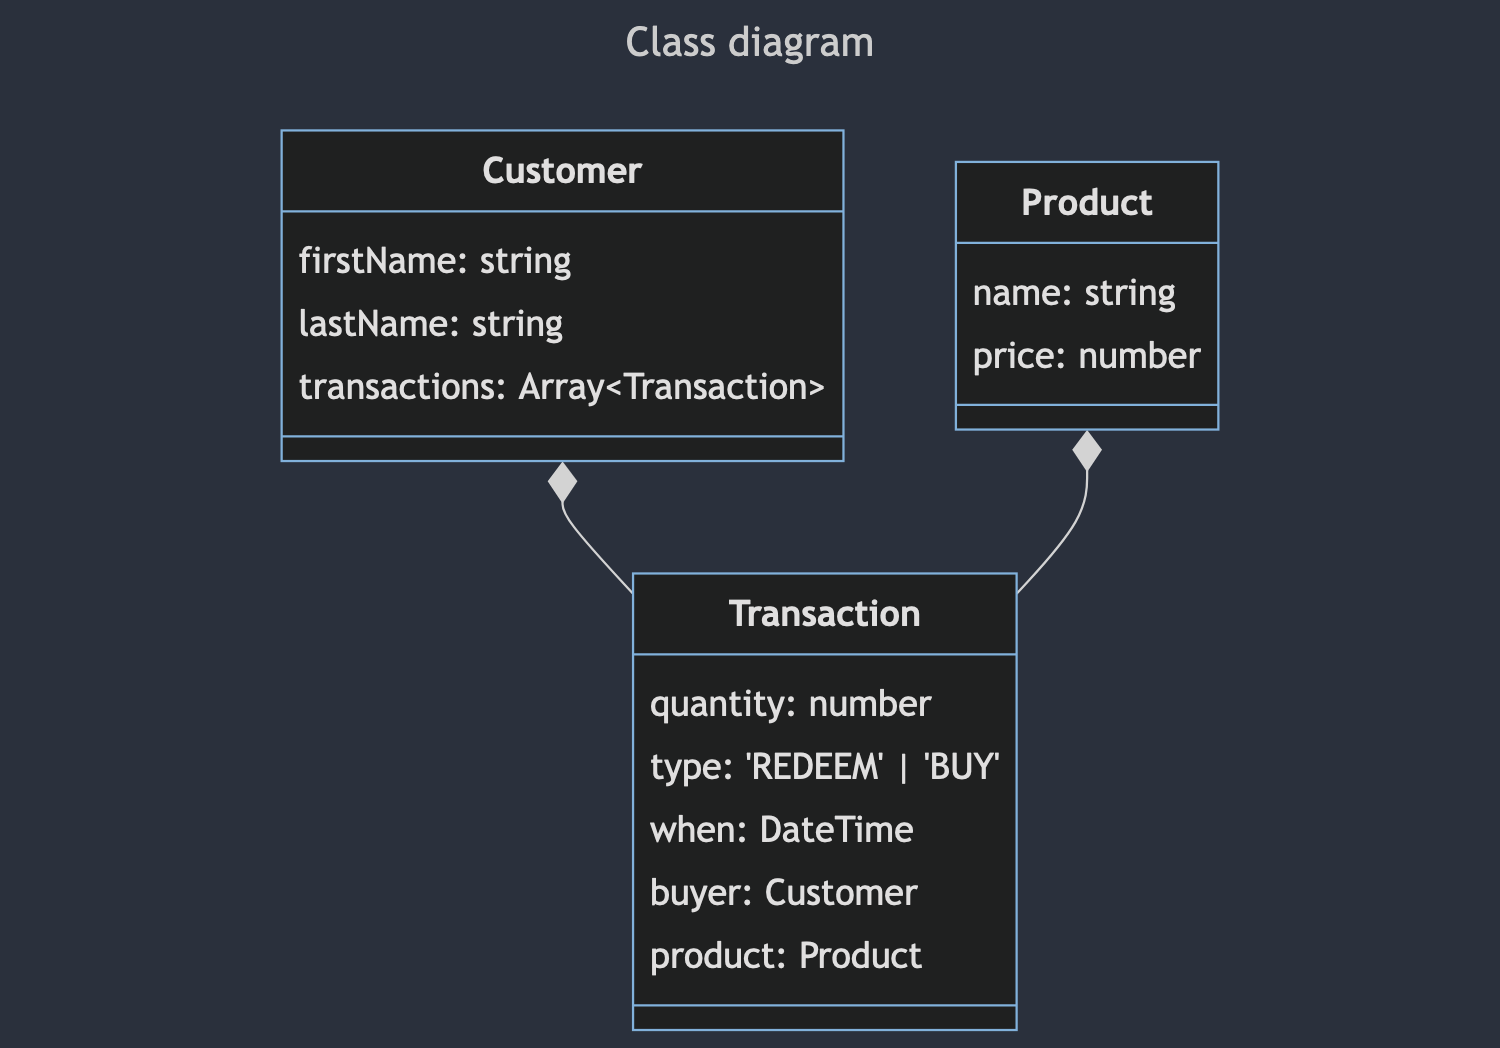 Class diagram
Customer
firstName: string
lastName: string
transactions: Array<Transaction>
Product
name: string
price: number
Transaction
quantity: number
type: 'REDEEM' | 'BUY'
when: DateTime
buyer: Customer
product: Product